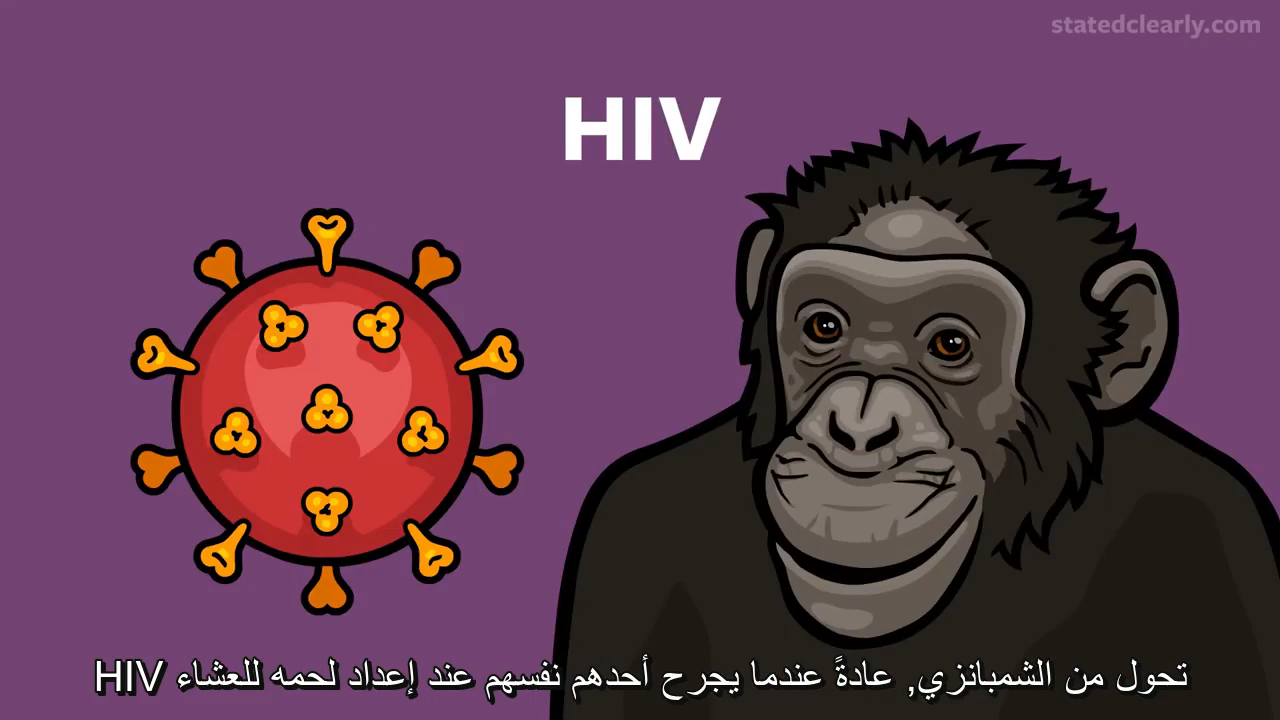 statedclearly.com
HIV
تحول من الشمبانزي, عادةً عندما يجرح أحدهم نفسهم عند إعداد لحمه للعشاء HIV